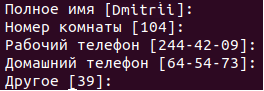 Полное имя [Dmitrii]:
Номер комнаты [104]:
Рабочий телефон [244-42-09]:
Домашний телефон [64-54-73]:
Другое [39]: